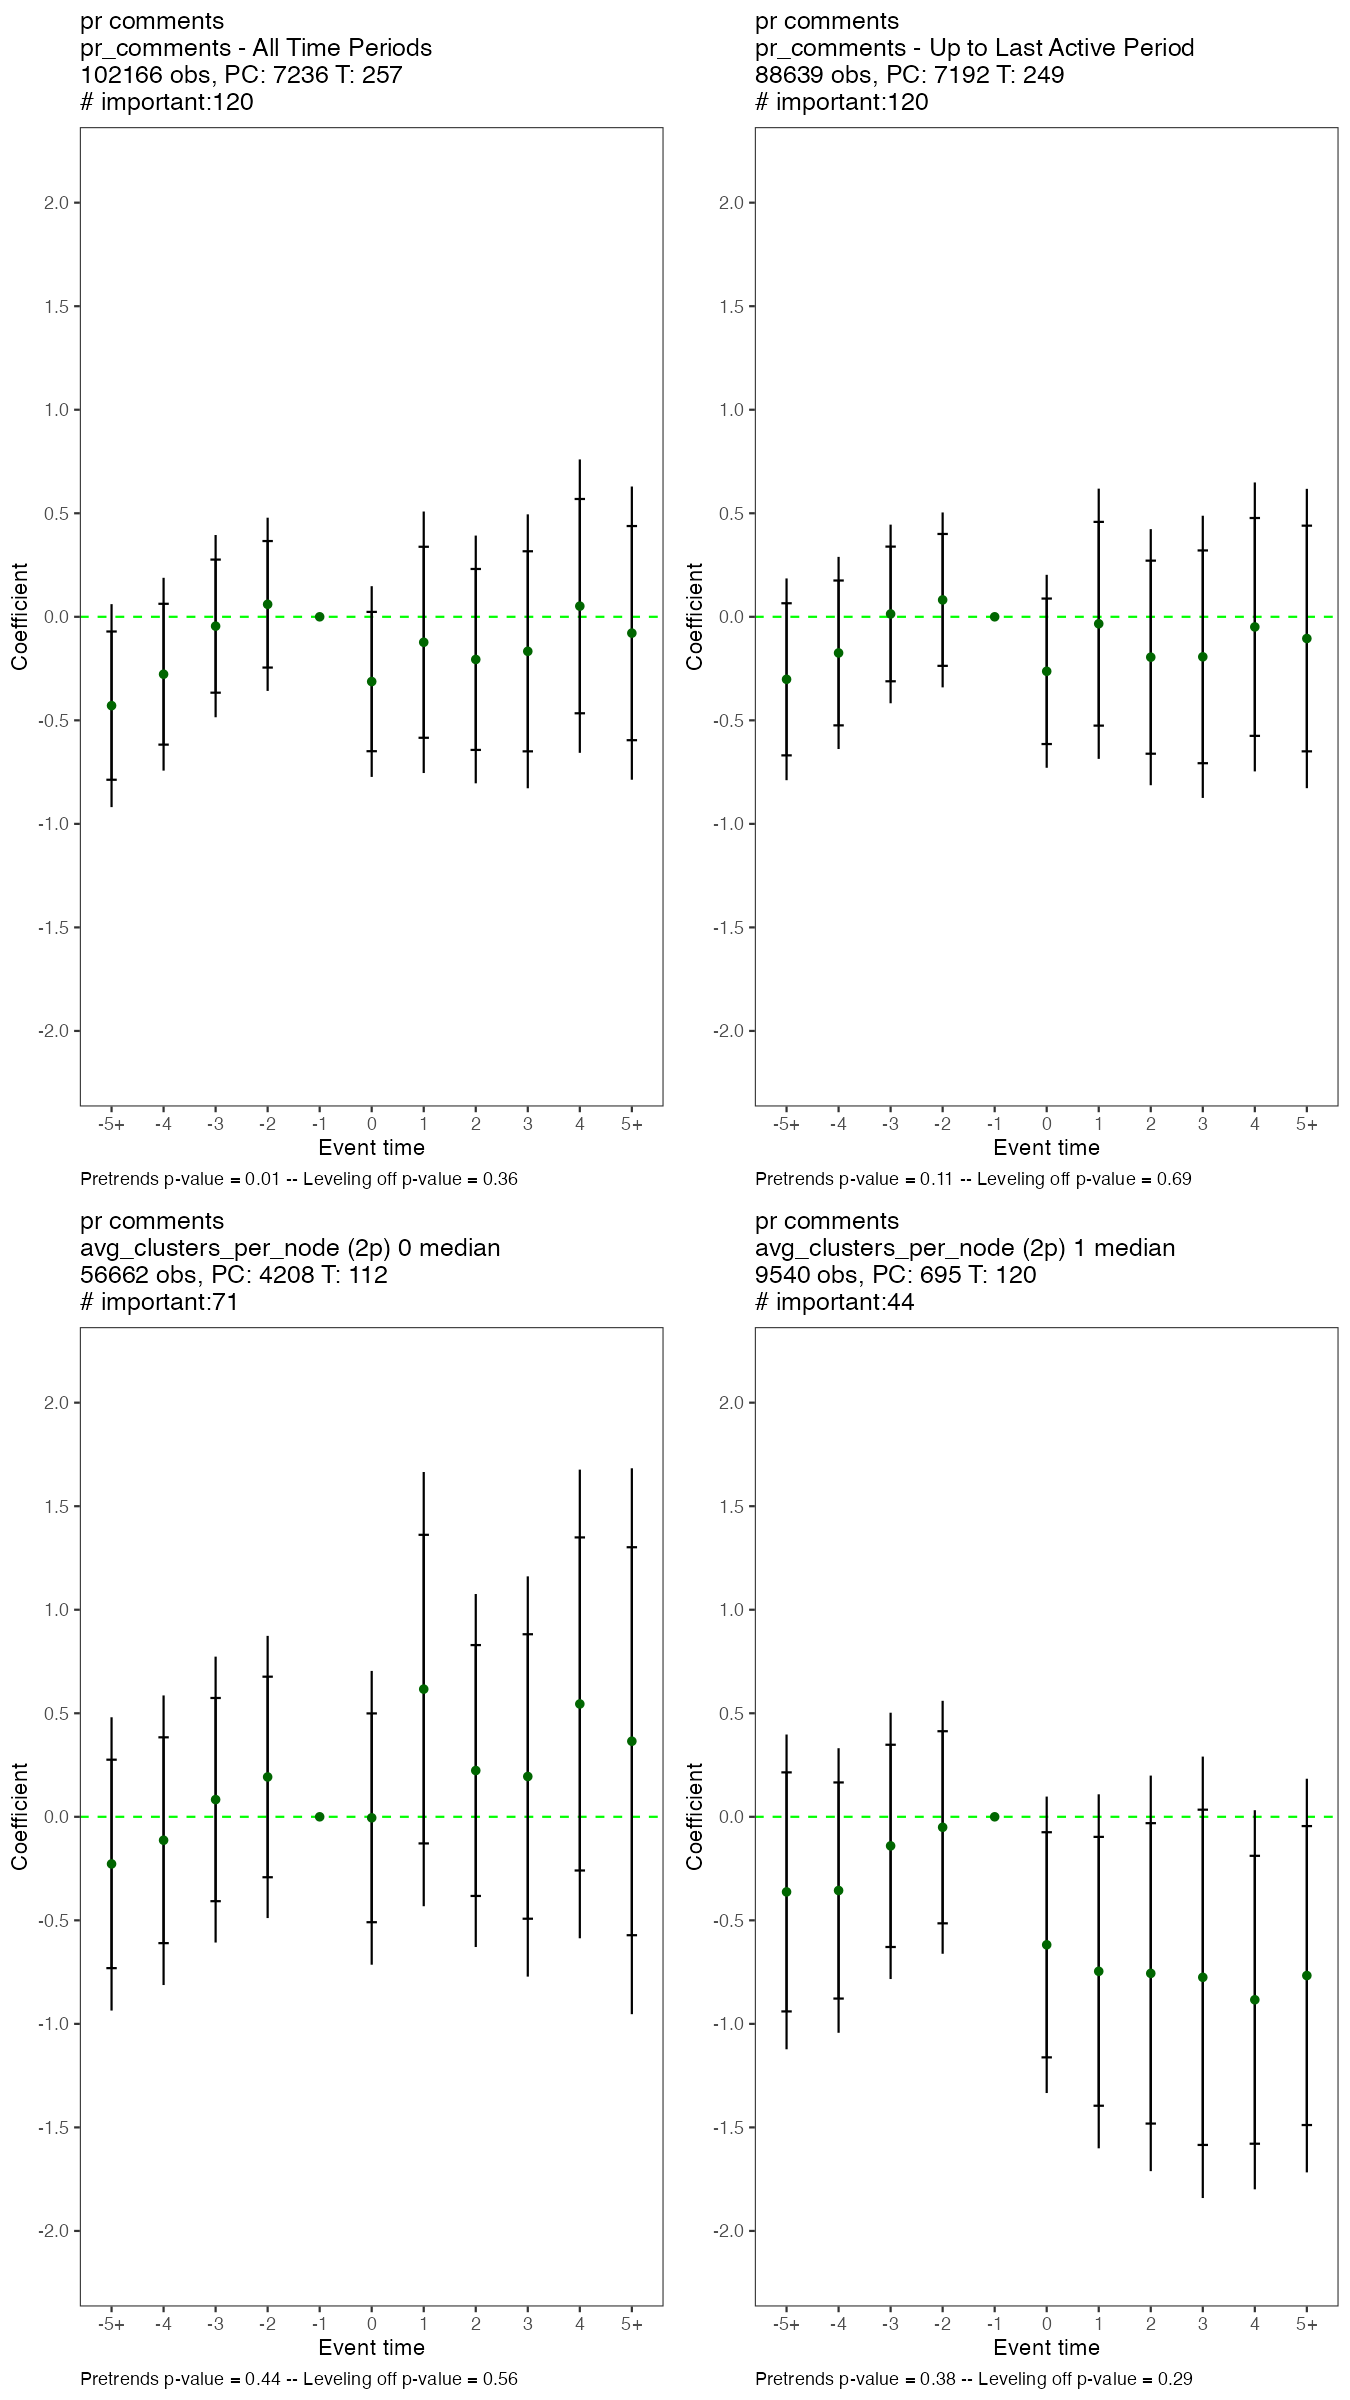 pr comments
pr_comments - All Time Periods
102166 obs, PC: 7236 T: 257
# important:120
2.0
1.5
1.0
0.5
0.0
-0.5
-1.0
-1.5
-2.0
Coefficient
-5+ -4 -3 -2 -1 0 1 2 3 4 5+
Event time
Pretrends p-value = 0.01 -- Leveling off p-value = 0.36
pr comments
pr_comments - Up to Last Active Period
88639 obs, PC: 7192 T: 249
# important:120
2.0
1.5
1.0
0.5
0.0
-0.5
-1.0
-1.5
-2.0
Coefficient
-5+ -4 -3 -2 -1 0 1 2 3 4 5+
Event time
Pretrends p-value = 0.11 -- Leveling off p-value = 0.69
pr comments
avg_clusters_per_node (2p) 0 median
56662 obs, PC: 4208 T: 112
# important:71
2.0
1.5
1.0
0.5
0.0
-0.5
-1.0
-1.5
-2.0
Coefficient
-5+ -4 -3 -2 -1 0 1 2 3 4 5+
Event time
Pretrends p-value = 0.44 -- Leveling off p-value = 0.56
pr comments
avg_clusters_per_node (2p) 1 median
9540 obs, PC: 695 T: 120
# important:44
2.0
1.5
1.0
0.5
0.0
-0.5
-1.0
-1.5
-2.0
Coefficient
-5+ -4 -3 -2 -1 0 1 2 3 4 5+
Event time
Pretrends p-value = 0.38 -- Leveling off p-value = 0.29